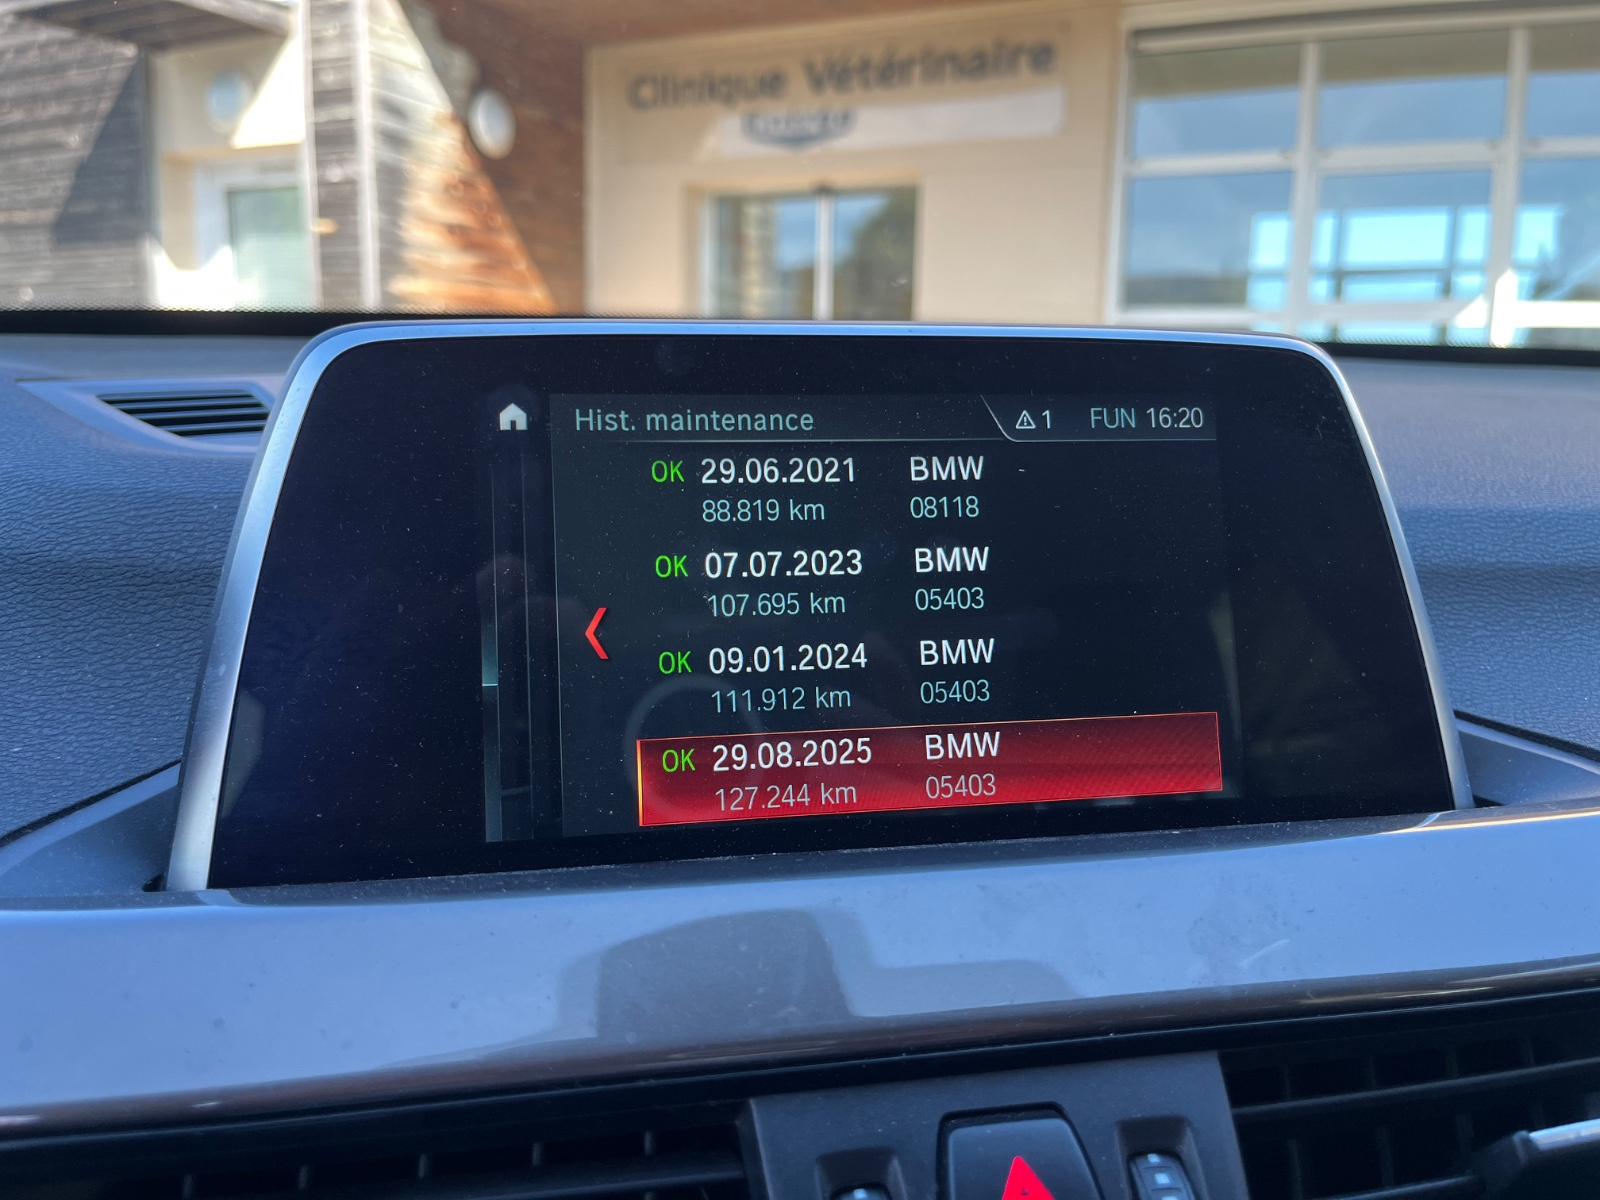 Clinique Vétérinaire
Hist. maintenance
1
FUN 16:20
OK 29.06.2021 BMW -
88.819 km 08118
OK 07.07.2023 BMW
107.695 km 05403
OK 09.01.2024 BMW
111.912 km 05403
OK 29.08.2025 BMW
127.244 km 05403